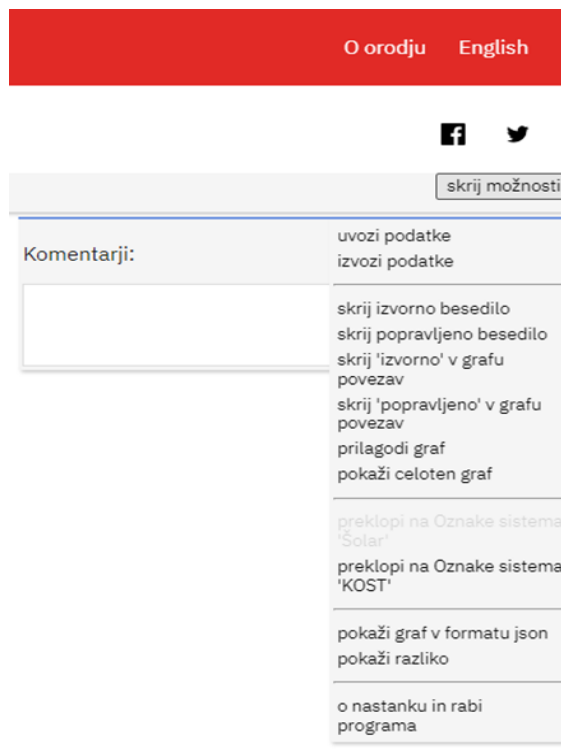 O orodju English
skrij možnosti
Komentarji:
uvozi podatke
izvozi podatke
skrij izvorno besedilo
skrij popravljeno besedilo
skrij 'izvorno' v grafu
povezav
skrij 'popravljeno' v grafu
povezav
prilagodi graf
pokaži celoten graf
preklopi na Oznake sistema
'Šolar'
preklopi na Oznake sistema
'KOST'
pokaži graf v formatu json
pokaži razliko
o nastanku in rabi
programa